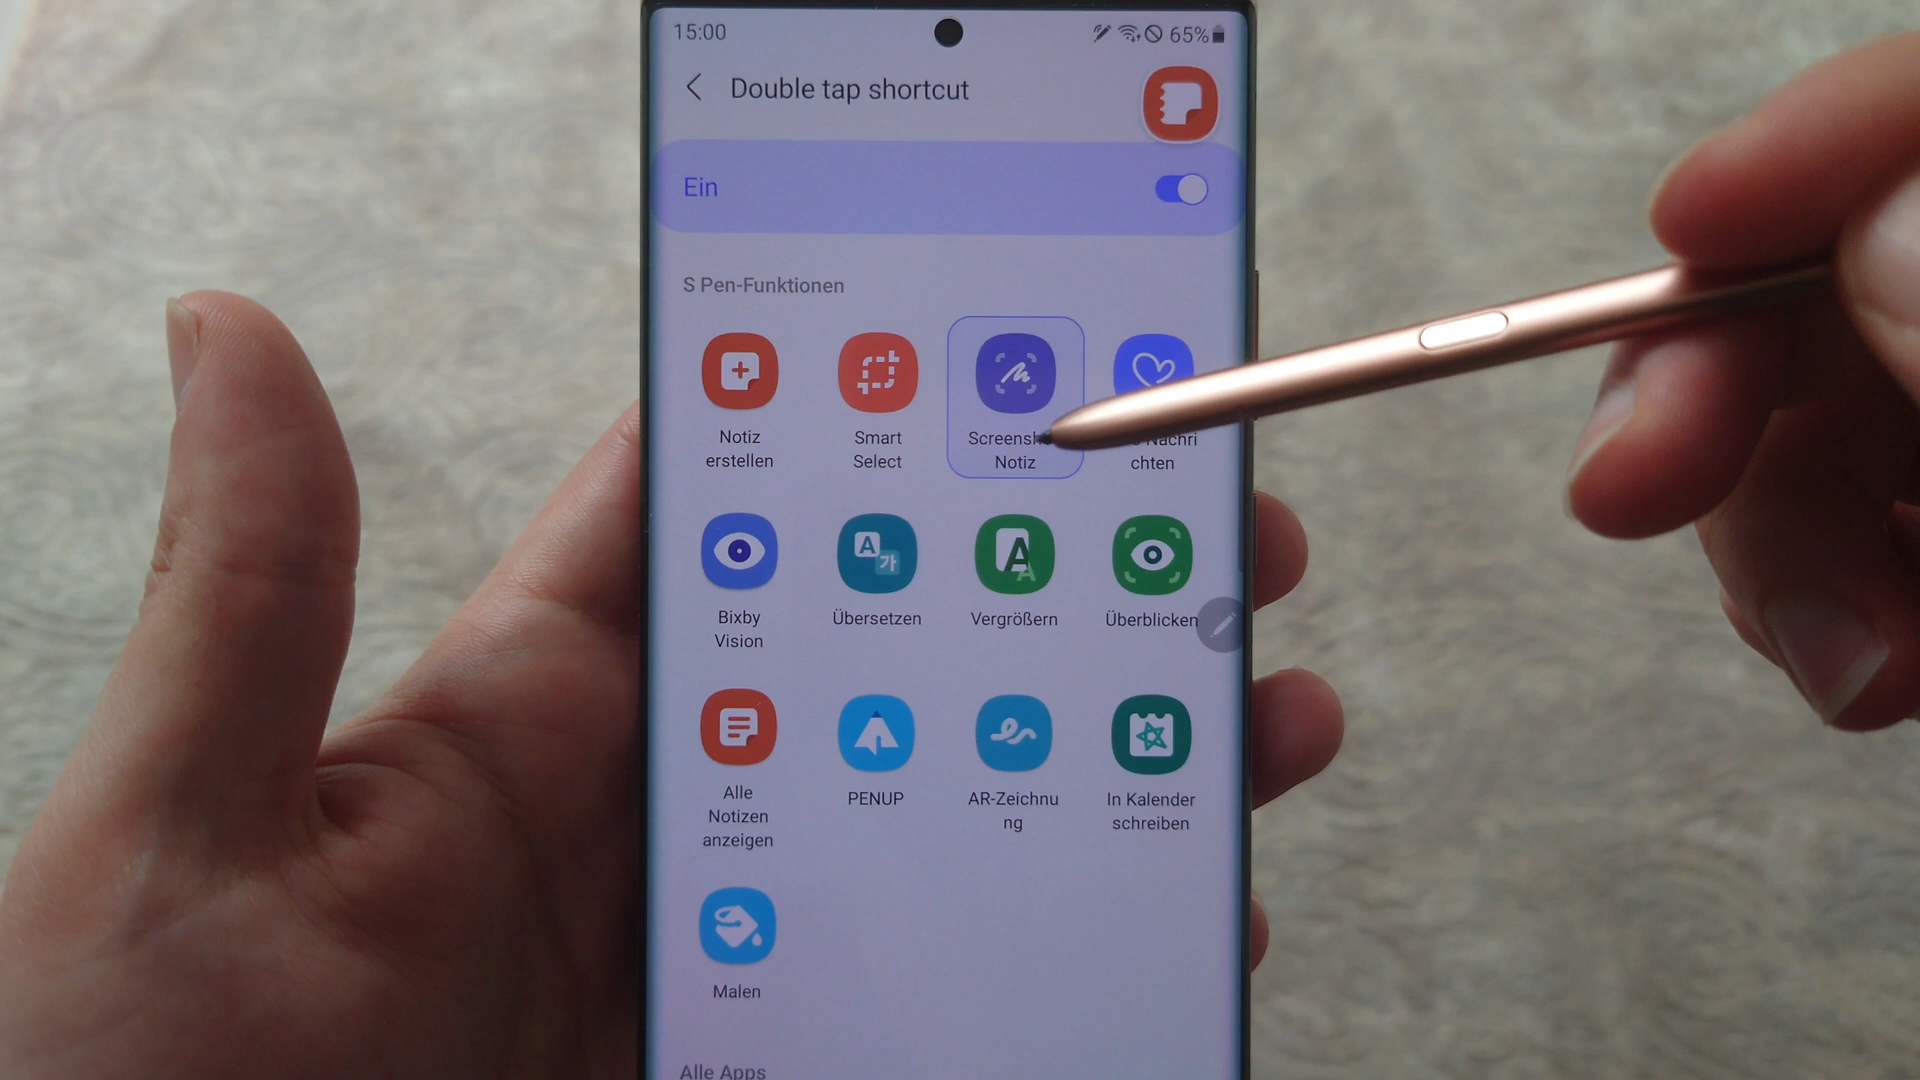 15:00 65%
Double tap shortcut
Ein
S Pen-Funktionen
Notiz
erstellen
Smart
Select
Notiz
Nachri
chten
Bixby
Vision
Übersetzen
Vergrößern
Überblicken
Alle
Notizen
anzeigen
PENUP
AR-Zeichnu
ng
In Kalender
schreiben
Malen
Alle Apps